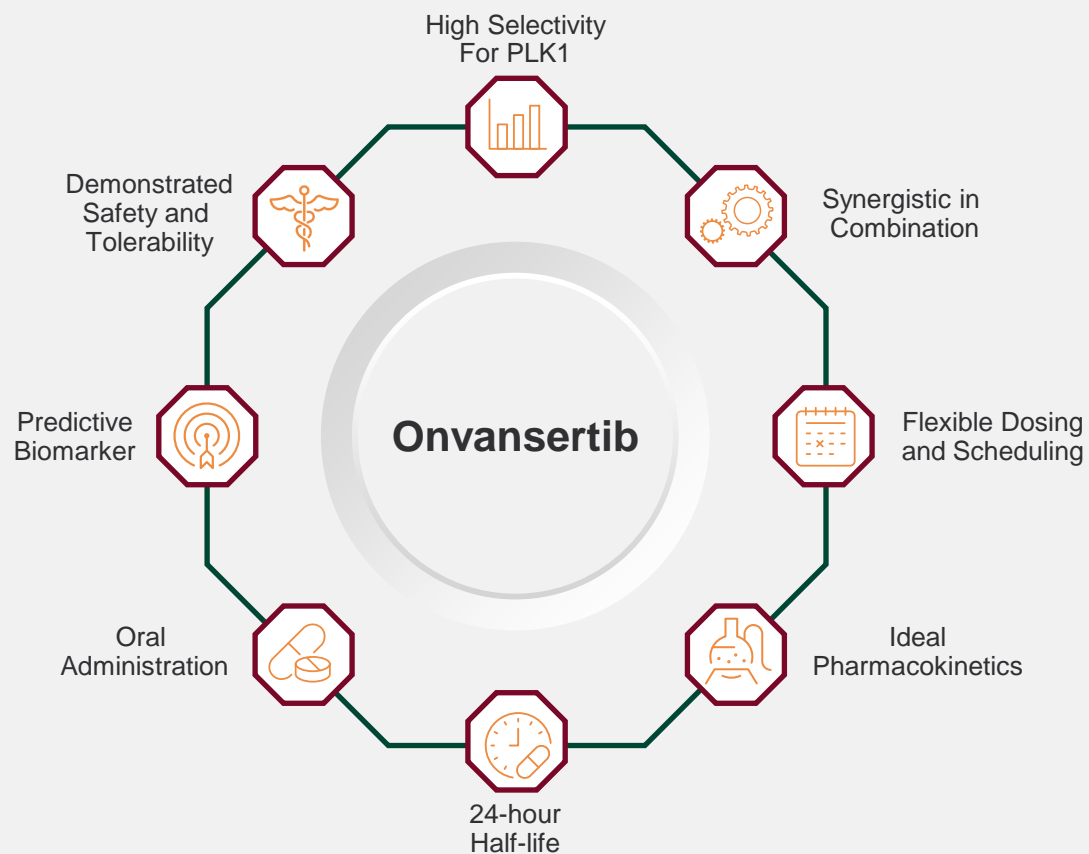 High Selectivity
For PLK1
Demonstrated
Safety and
Tolerability
Synergistic in
Combination
Predictive
Biomarker
Onvansertib
Flexible Dosing
and Scheduling
Oral
Administration
Ideal
Pharmacokinetics
24-hour
Half-life